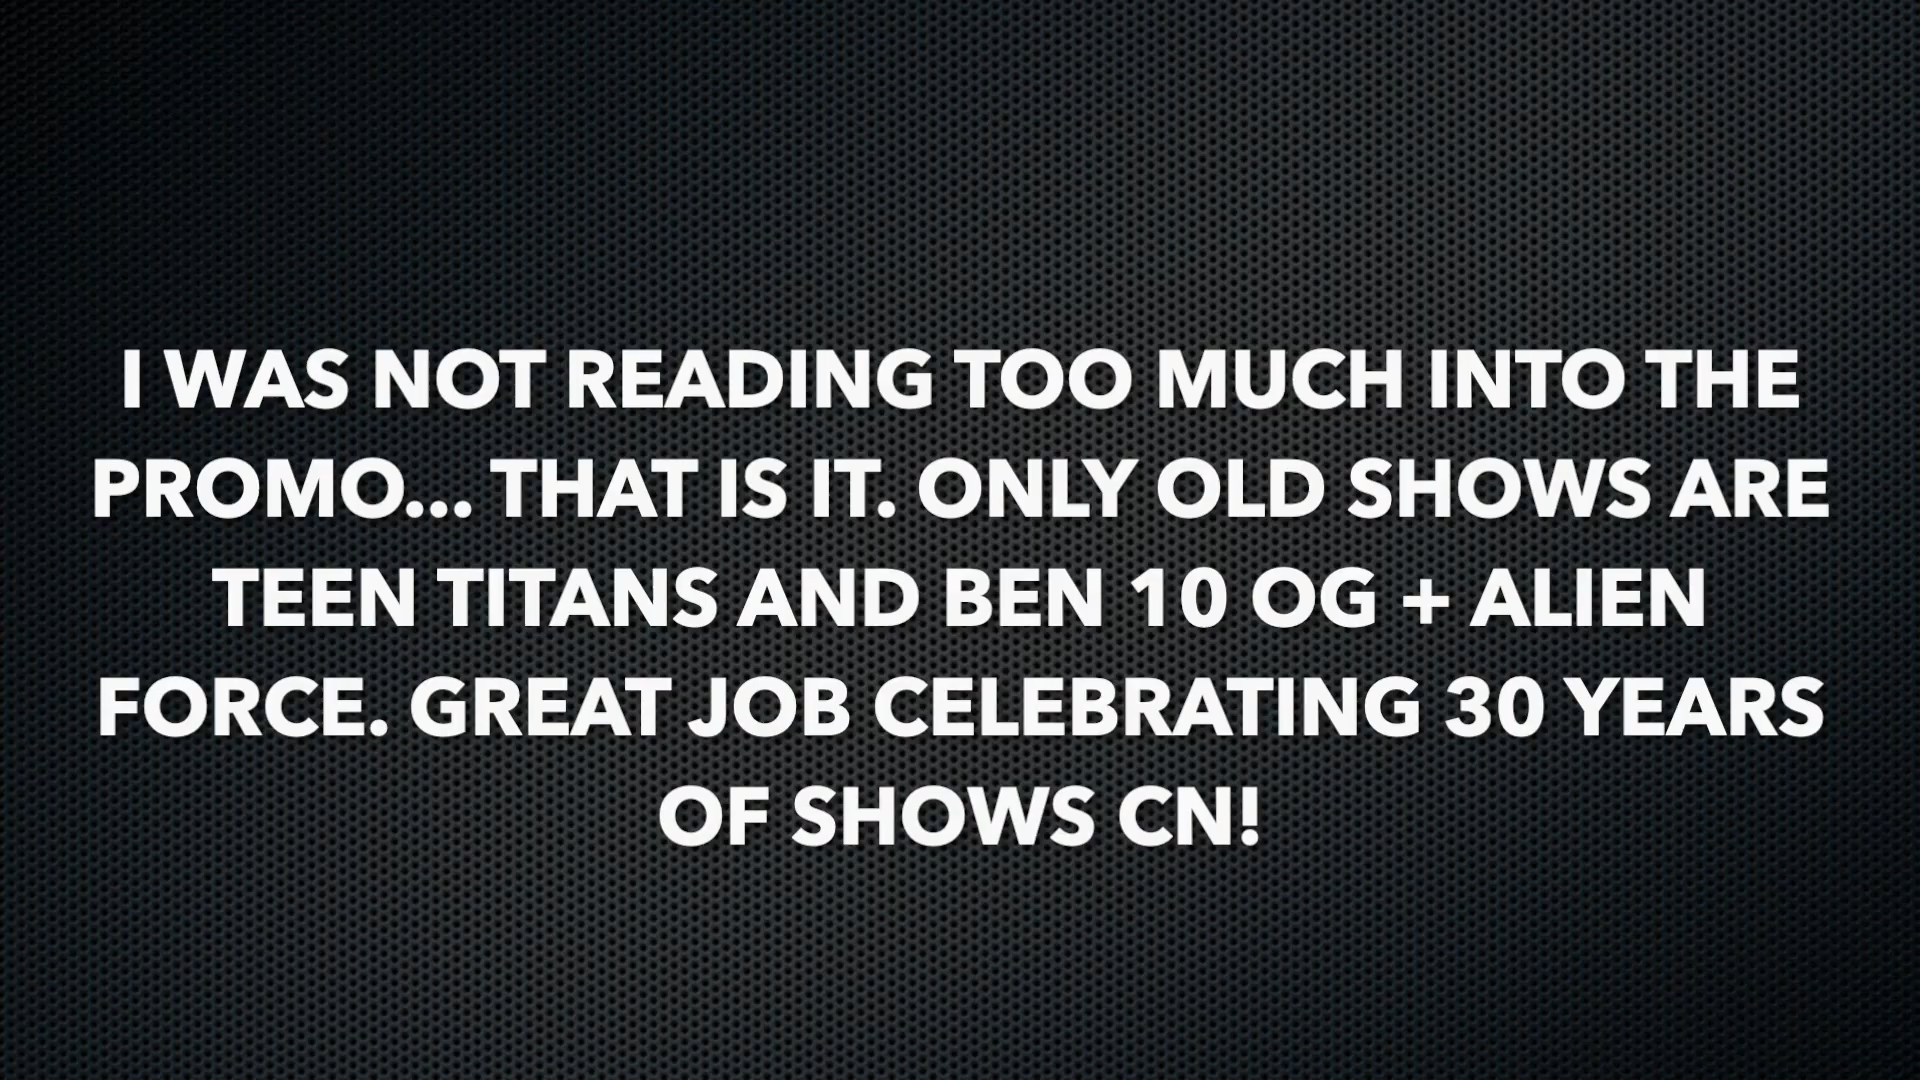 I WAS NOT READING TOO MUCH INTO THE
PROMO... THAT IS IT. ONLY OLD SHOWS ARE
TEEN TITANS AND BEN 10 OG + ALIEN
FORCE. GREAT JOB CELEBRATING 30 YEARS
OF SHOWS CN!